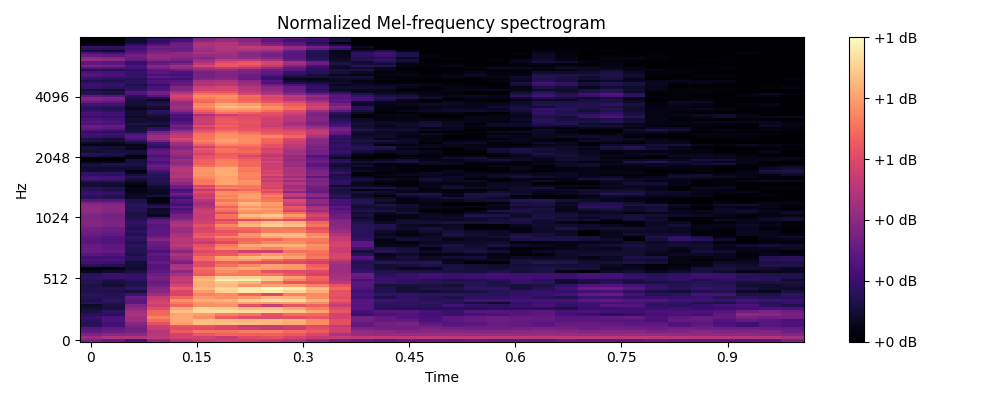 Normalized Mel-frequency spectrogram
Hz
4096
2048
1024
512
0
0 0.15 0.3 0.45 0.6 0.75 0.9
Time
+1 dB
+1 dB
+1 dB
+0 dB
+0 dB
+0 dB